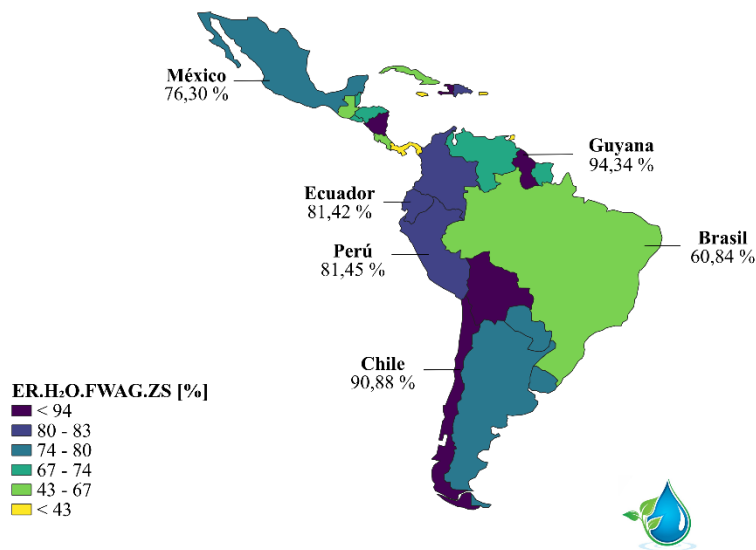 México
76,30 %
Guyana
94,34 %
Ecuador
81,42 %
Brasil
60,84 %
Perú
81,45 %
Chile
90,88 %
ER.H₂O.FWAG.ZS [%]
< 94
80 - 83
74 - 80
67 - 74
43 - 67
< 43